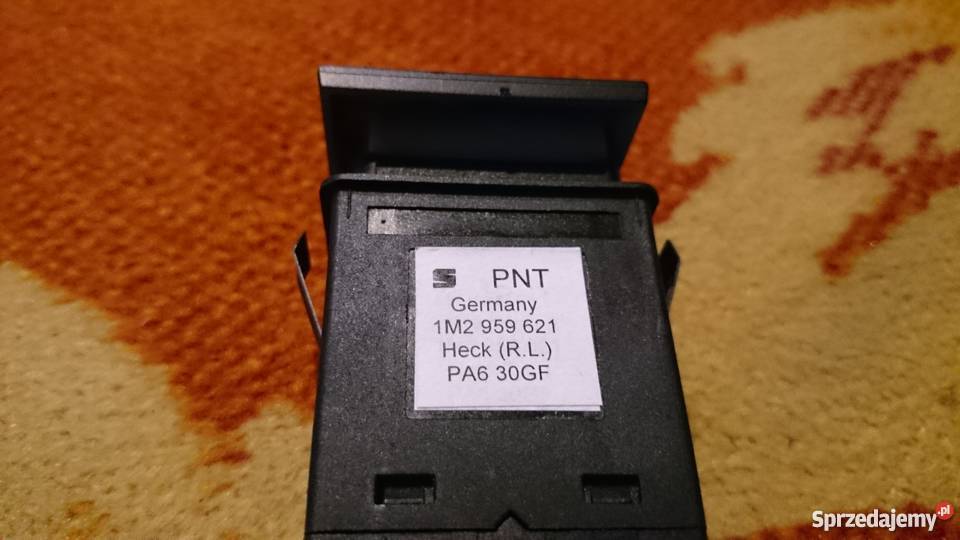 PNT
Germany
1M2 959 621
Heck (R.L.)
PA6 30GF
Sprzedajemy.pl